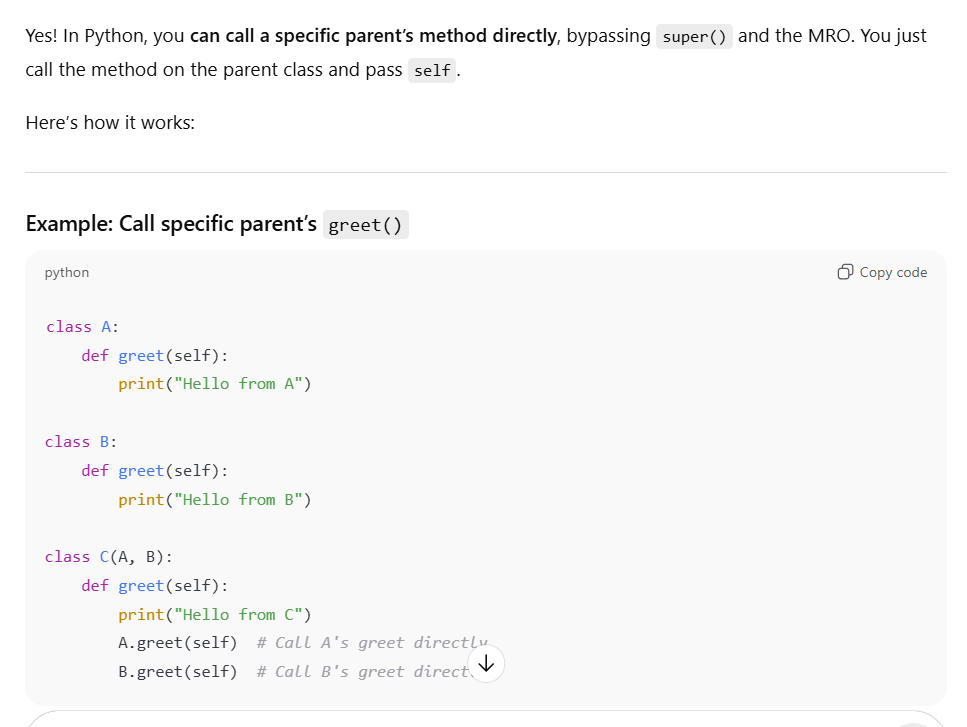 Yes! In Python, you can call a specific parent’s method directly, bypassing super() and the MRO. You just
call the method on the parent class and pass self.
Here’s how it works:
Example: Call specific parent’s greet()
python
Copy code
class A:
    def greet(self):
        print("Hello from A")
class B:
    def greet(self):
        print("Hello from B")
class C(A, B):
    def greet(self):
        print("Hello from C")
        A.greet(self)  # Call A's greet directly
        B.greet(self)  # Call B's greet direct